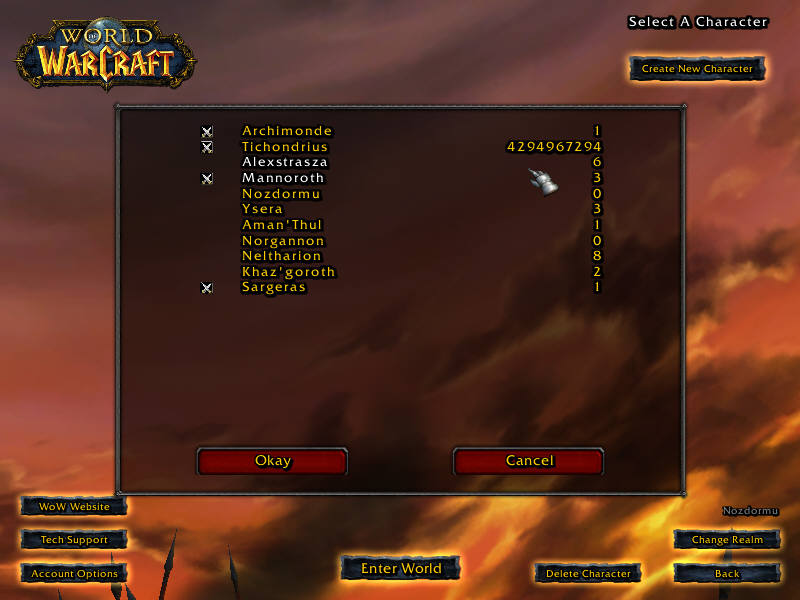 WORLD
OF
WARCRAFT
Select A Character
Create New Character
Archimonde 1
Tichondrius 4294967294
Alexstrasza 6
Mannoroth 3
Nozdormu 0
Ysera 3
Aman'Thul 1
Norgannon 0
Neltharion 8
Khaz'goroth 2
Sargeras 1
Okay Cancel
WoW Website
Nozdormu
Tech Support
Change Realm
Enter World
Account Options
Delete Character
Back